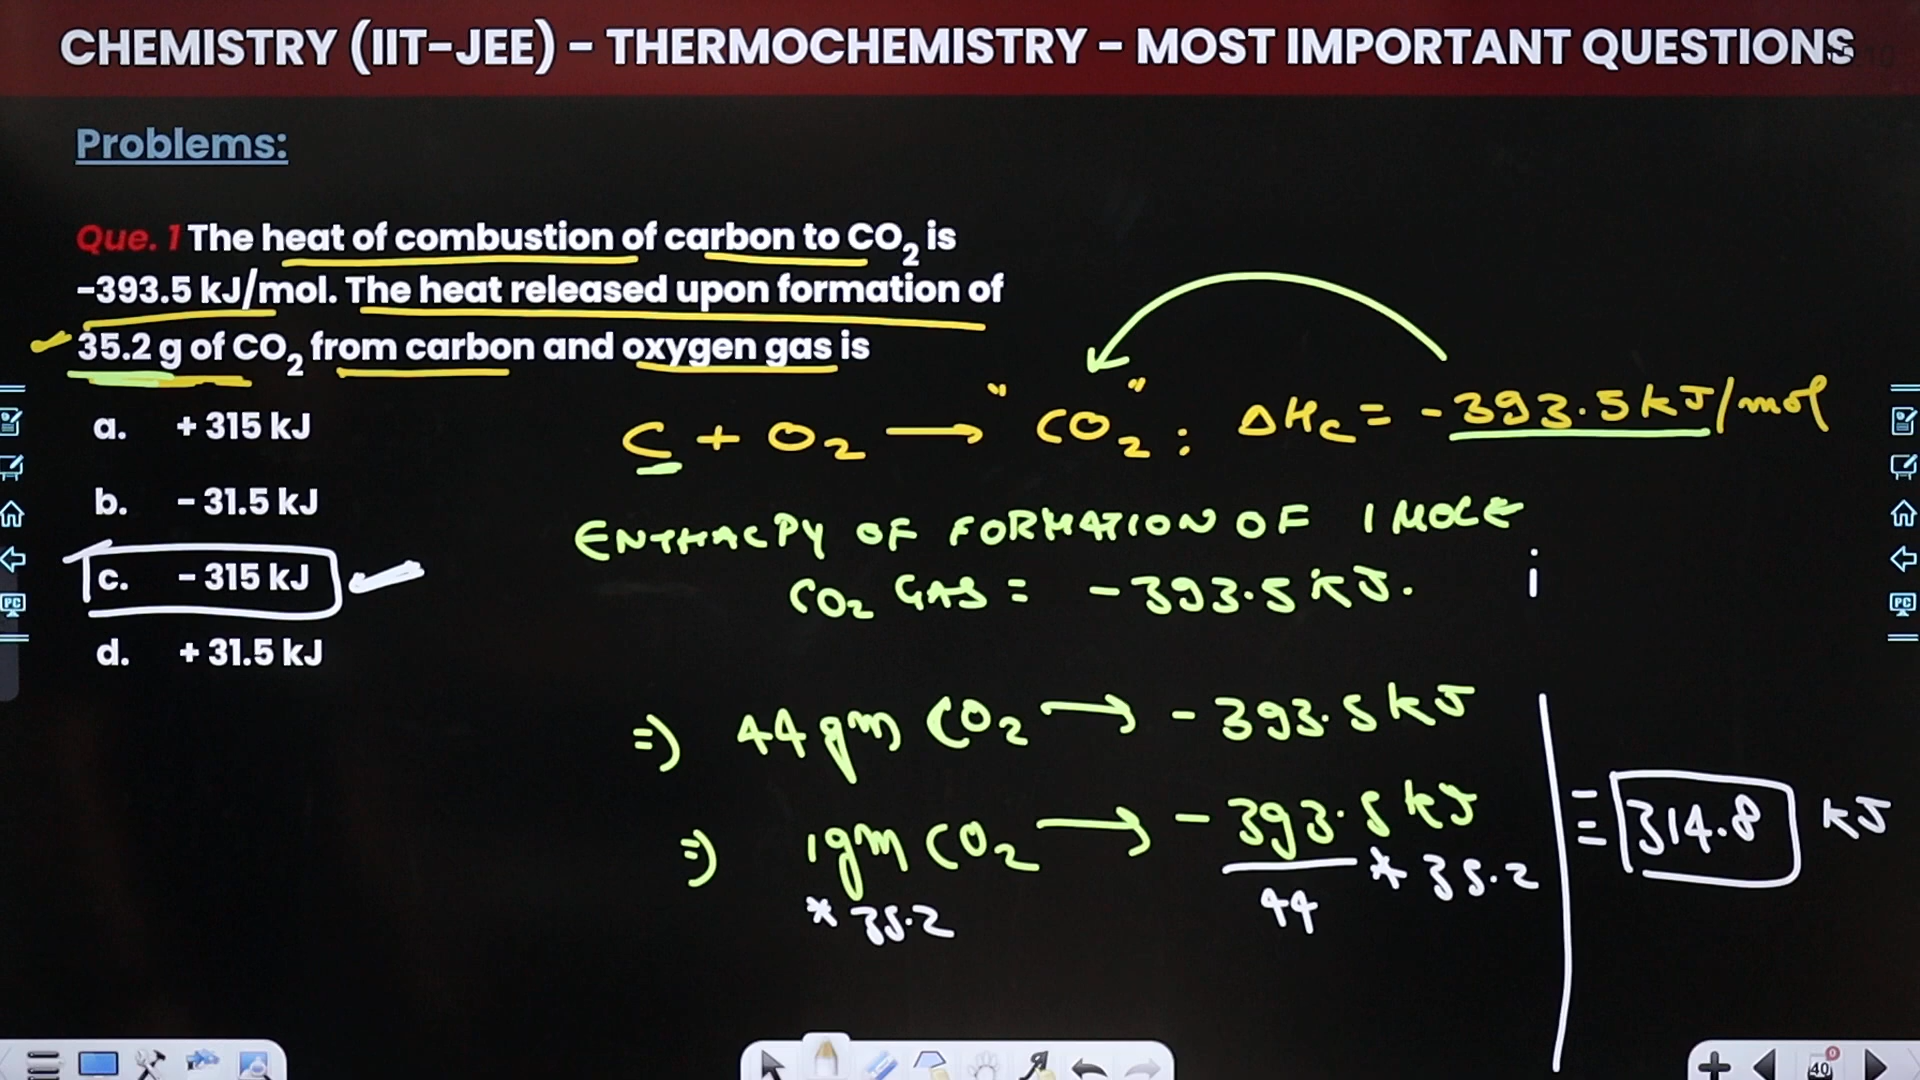 CHEMISTRY (IIT-JEE) - THERMOCHEMISTRY - MOST IMPORTANT QUESTIONS
Problems:
Que. 1 The heat of combustion of carbon to CO₂ is
-393.5 kJ/mol. The heat released upon formation of
35.2 g of CO₂ from carbon and oxygen gas is
a. + 315 kJ
b. - 31.5 kJ
c. - 315 kJ
d. + 31.5 kJ
C + O₂ → "CO₂" : ΔHc = -393.5 kJ/mol
ENTHALPY OF FORMATION OF 1 MOLE
CO₂ GAS = -393.5 kJ.
i
⇒ 44 gm CO₂ → -393.5 kJ
⇒ 1gm CO₂ → -393.5 kJ
* 35.2
44
* 35.2
= 314.8 kJ
PC
PC
40